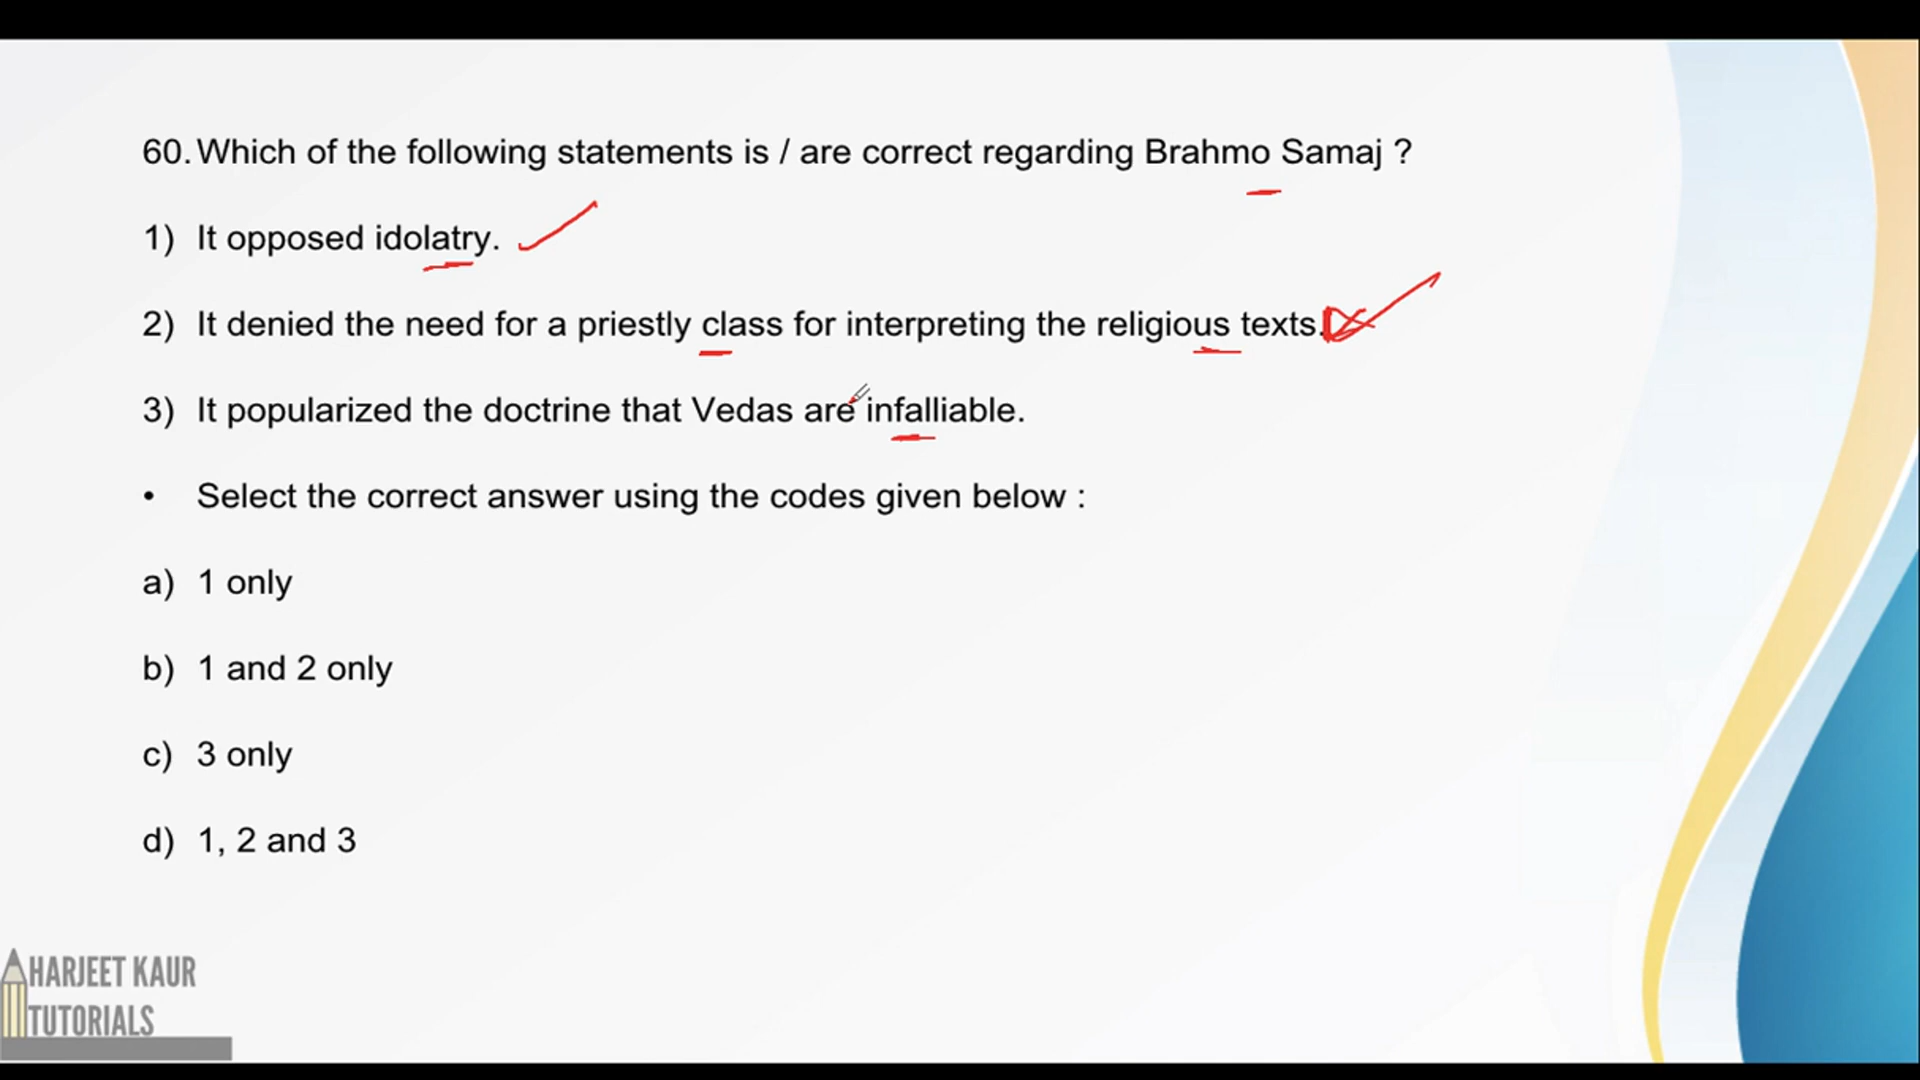 60. Which of the following statements is / are correct regarding Brahmo Samaj ?
1) It opposed idolatry.
2) It denied the need for a priestly class for interpreting the religious texts.
3) It popularized the doctrine that Vedas are infalliable.
• Select the correct answer using the codes given below :
a) 1 only
b) 1 and 2 only
c) 3 only
d) 1, 2 and 3
HARJEET KAUR
TUTORIALS